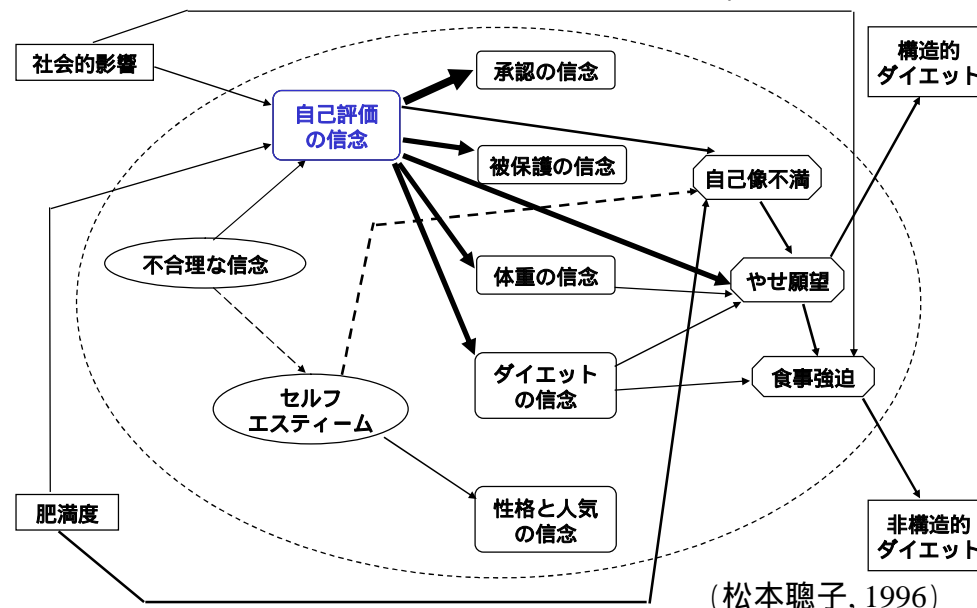 社会的影響
自己評価
の信念
不合理な信念
セルフ
エスティーム
肥満度
承認の信念
被保護の信念
体重の信念
ダイエット
の信念
性格と人気
の信念
自己像不満
やせ願望
食事強迫
構造的
ダイエット
非構造的
ダイエット
(松本聰子, 1996)